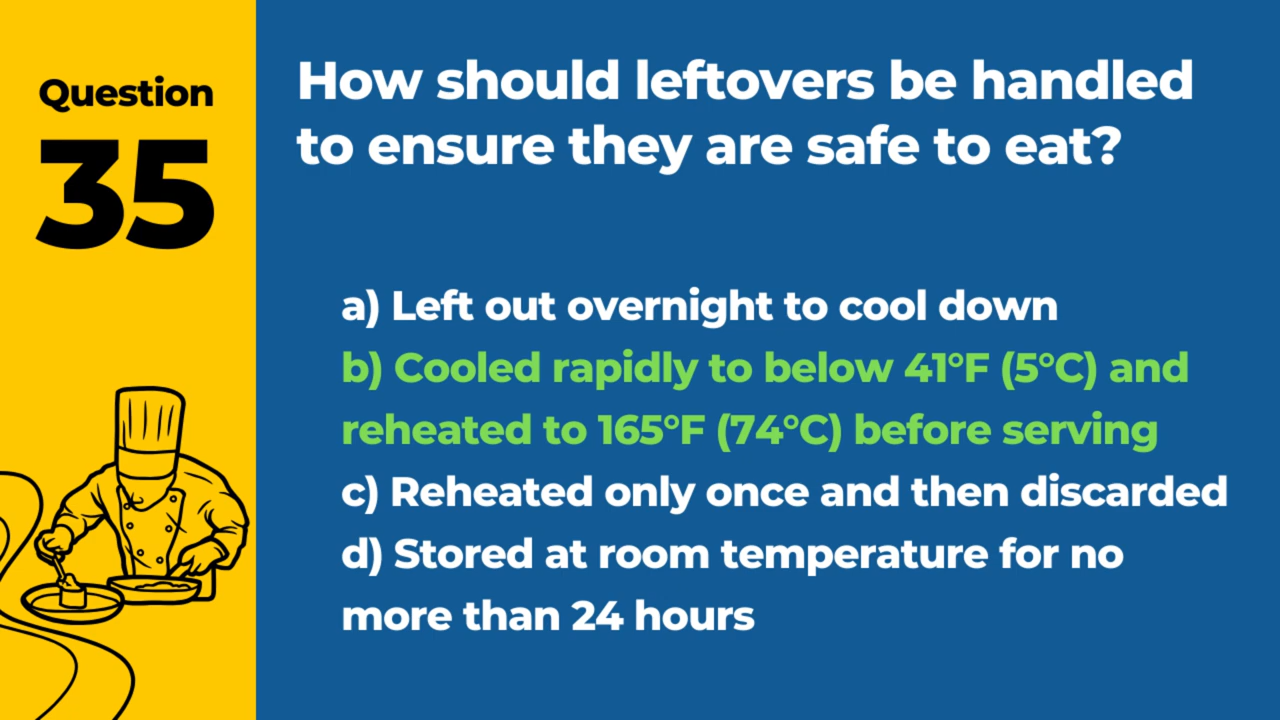 Question
35
How should leftovers be handled
to ensure they are safe to eat?
a) Left out overnight to cool down
b) Cooled rapidly to below 41°F (5°C) and
reheated to 165°F (74°C) before serving
c) Reheated only once and then discarded
d) Stored at room temperature for no
more than 24 hours